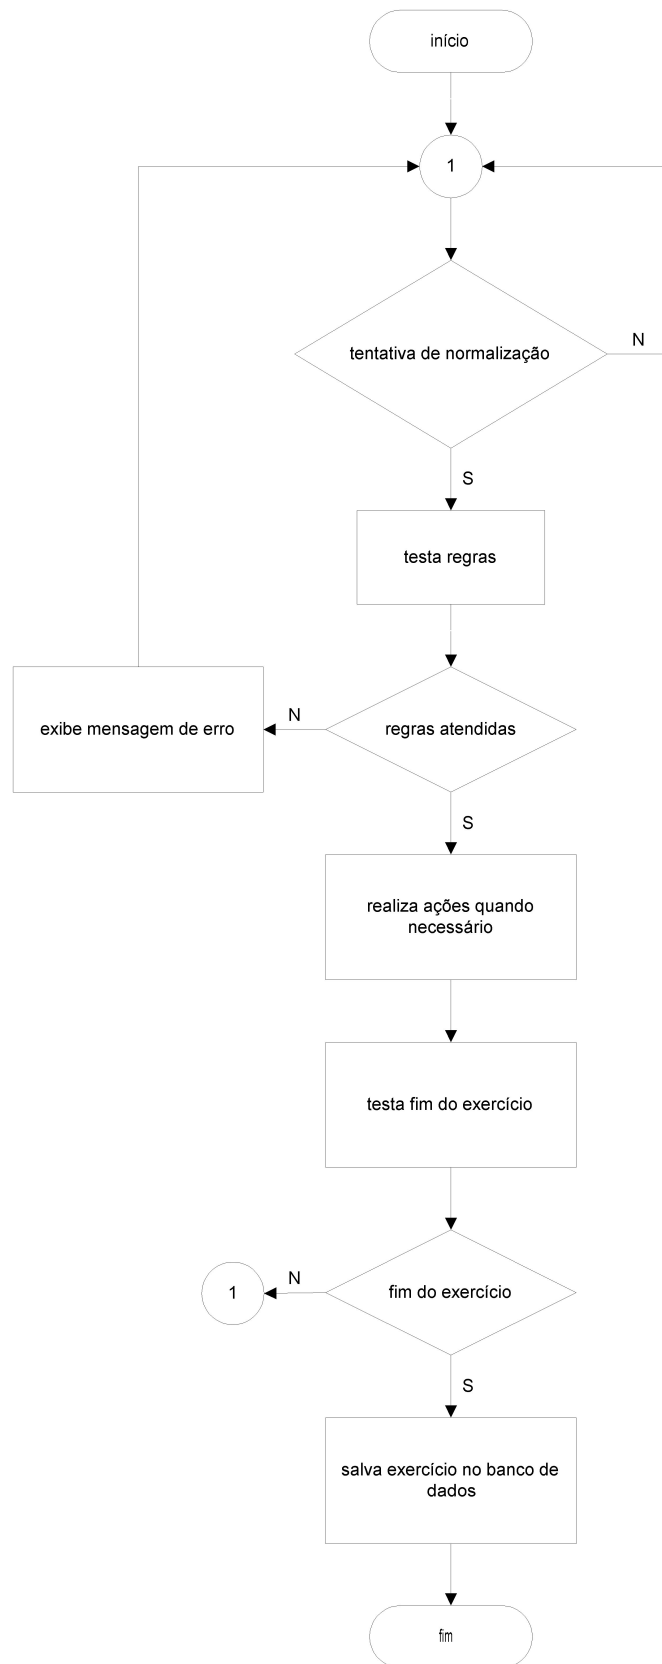 início
1
tentativa de normalização
N
S
testa regras
exibe mensagem de erro
N
regras atendidas
S
realiza ações quando
necessário
testa fim do exercício
1
N
fim do exercício
S
salva exercício no banco de
dados
fim